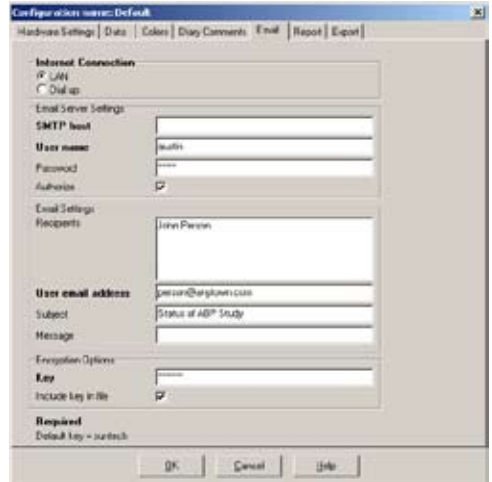 Configuration name: Default
Hardware Settings Data Colors Diary Comments Email Report Export
Internet Connection
LAN
Dial up
Email Server Settings
SMTP host
User name austin
Password *****
Authorize
Email Settings
Recipients John Person
User email address person@anytown.com
Subject Status of ABP Study
Message
Encryption Options
Key *******
Include key in file
Required
Default key = suntech
OK Cancel Help